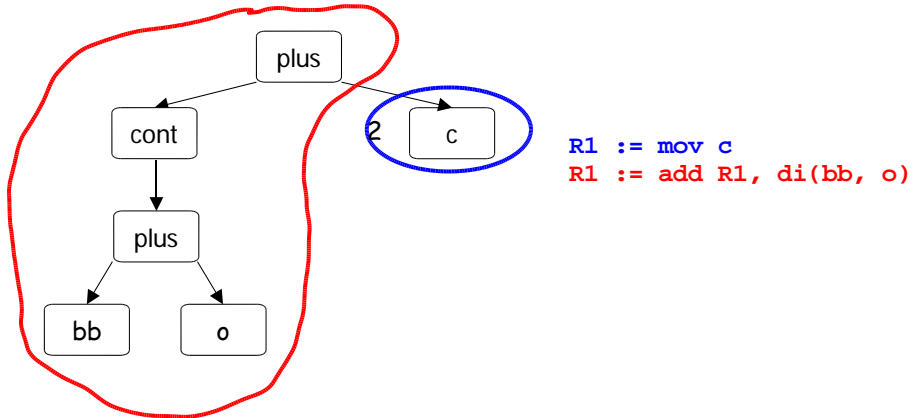 plus
cont
2
c
R1 := mov c
R1 := add R1, di(bb, o)
plus
bb
o